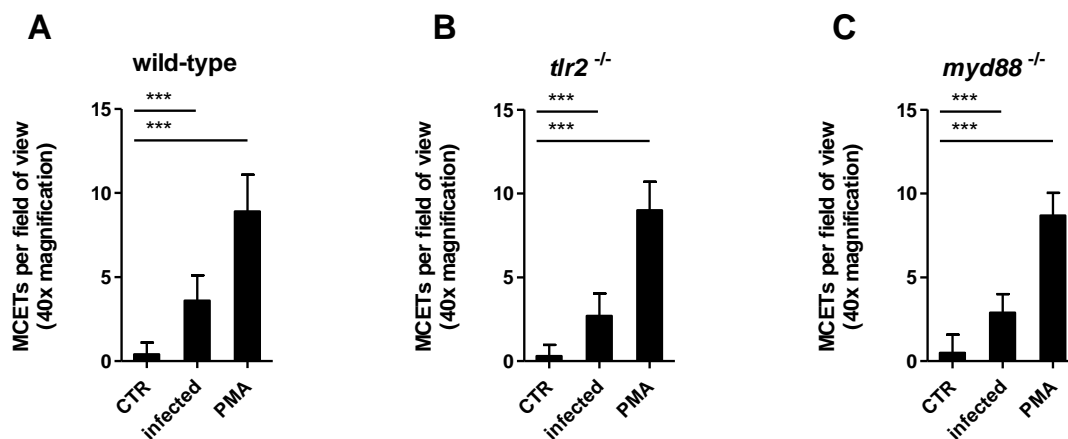 A
wild-type
***
***
15
10
5
0
MCETs per field of view
(40x magnification)
CTR
infected
PMA
B
tlr2 -/-
***
***
15
10
5
0
MCETs per field of view
(40x magnification)
CTR
infected
PMA
C
myd88 -/-
***
***
15
10
5
0
MCETs per field of view
(40x magnification)
CTR
infected
PMA